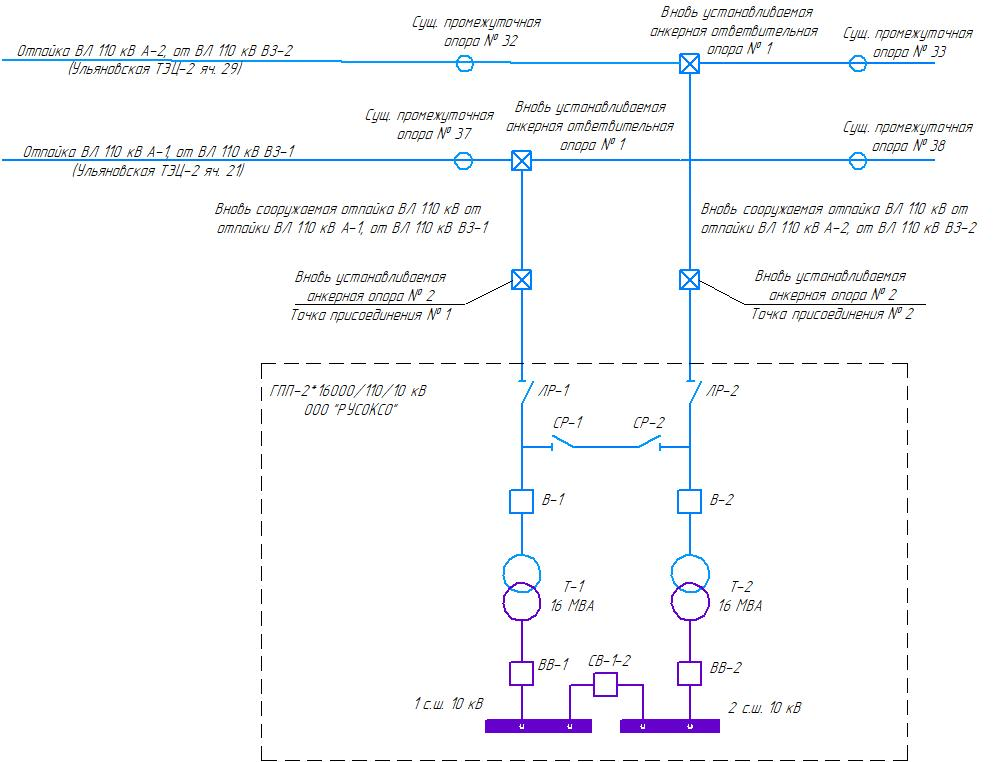 Сущ. промежуточная
опора № 32
Вновь устанавливаемая
анкерная ответвительная
опора № 1
Сущ. промежуточная
опора № 33
Отпайка ВЛ 110 кВ А-2, от ВЛ 110 кВ ВЗ-2
(Ульяновская ТЭЦ-2 яч. 29)
Сущ. промежуточная
опора № 37
Вновь устанавливаемая
анкерная ответвительная
опора № 1
Сущ. промежуточная
опора № 38
Отпайка ВЛ 110 кВ А-1, от ВЛ 110 кВ ВЗ-1
(Ульяновская ТЭЦ-2 яч. 21)
Вновь сооружаемая отпайка ВЛ 110 кВ от
отпайки ВЛ 110 кВ А-1, от ВЛ 110 кВ ВЗ-1
Вновь сооружаемая отпайка ВЛ 110 кВ от
отпайки ВЛ 110 кВ А-2, от ВЛ 110 кВ ВЗ-2
Вновь устанавливаемая
анкерная опора № 2
Точка присоединения № 1
Вновь устанавливаемая
анкерная опора № 2
Точка присоединения № 2
ГПП-2*16000/110/10 кВ
ООО "РУСОКСО"
ЛР-1
ЛР-2
СР-1
СР-2
В-1
В-2
Т-1
16 МВА
Т-2
16 МВА
ВВ-1
СВ-1-2
ВВ-2
1 с.ш. 10 кВ
2 с.ш. 10 кВ